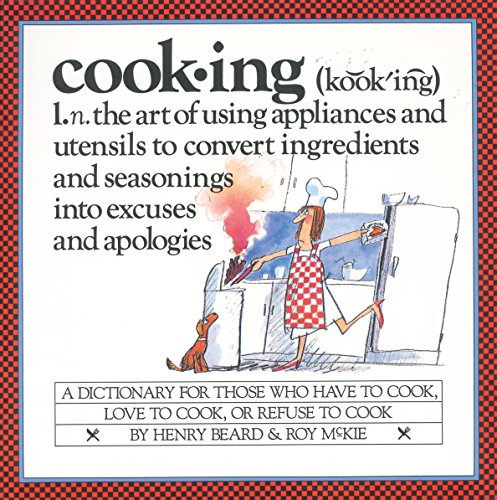 cook•ing (ko͝ok′ing)
1. n. the art of using appliances and
utensils to convert ingredients
and seasonings
into excuses
and apologies
A DICTIONARY FOR THOSE WHO HAVE TO COOK,
LOVE TO COOK, OR REFUSE TO COOK
BY HENRY BEARD & ROY McKIE